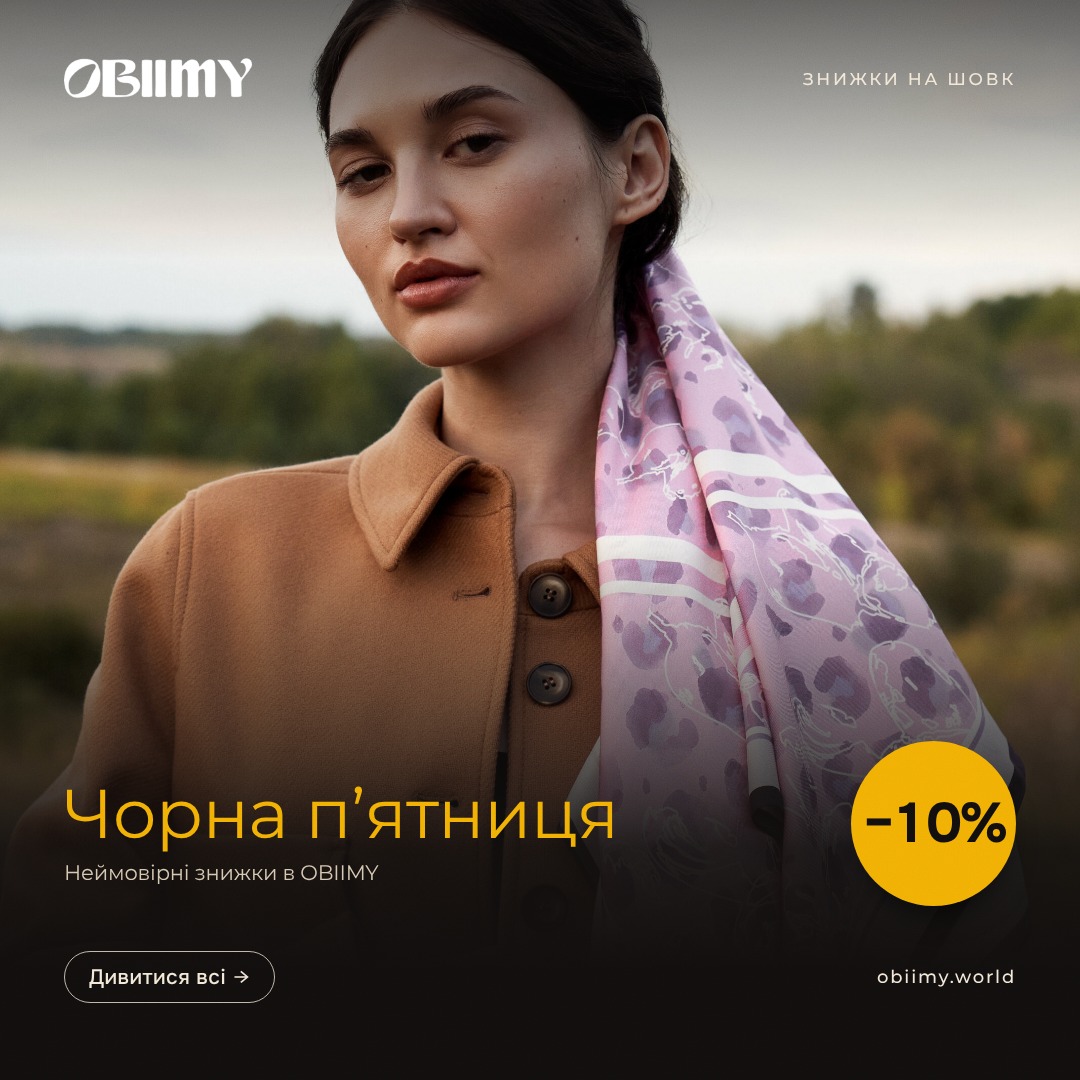 OBIIMY
ЗНИЖКИ НА ШОВК
Чорна п’ятниця
Неймовірні знижки в OBIIMY
-10%
Дивитися всі →
obiimy.world